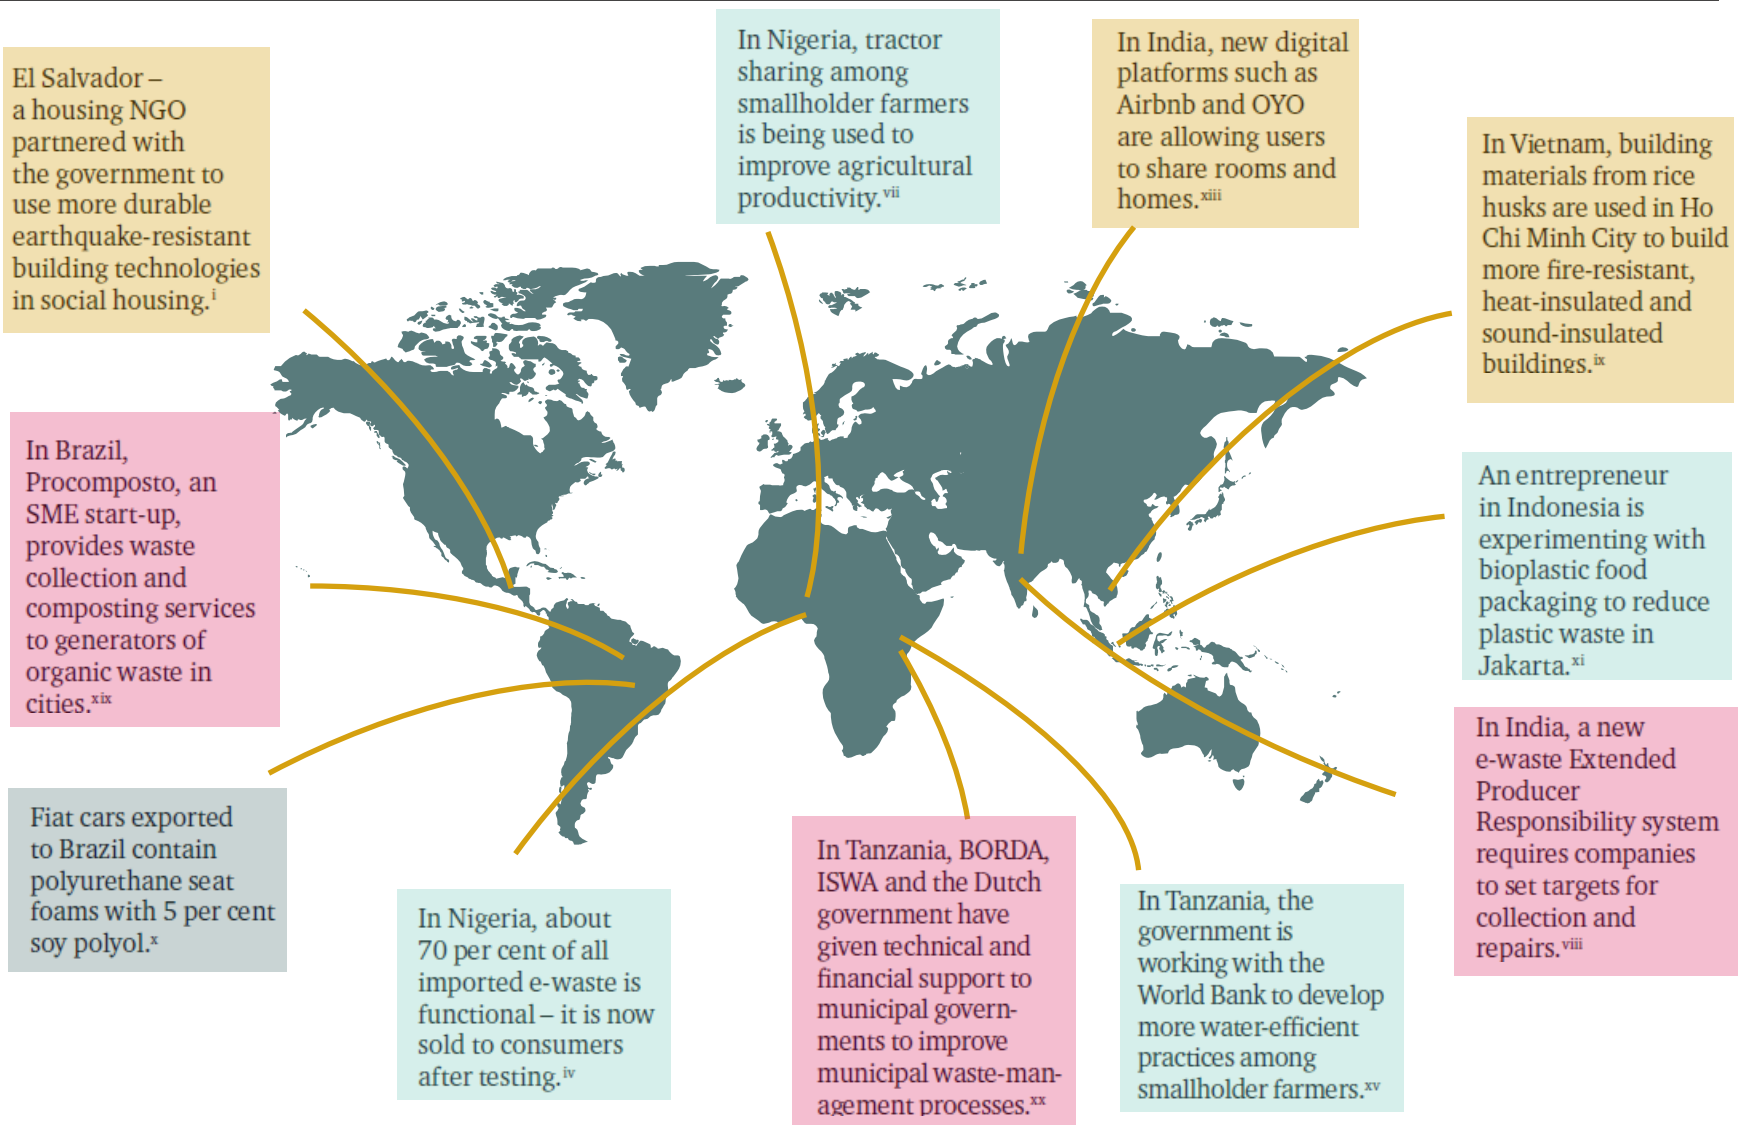 El Salvador –
a housing NGO
partnered with
the government to
use more durable
earthquake-resistant
building technologies
in social housing.ⁱ
In Nigeria, tractor
sharing among
smallholder farmers
is being used to
improve agricultural
productivity.ᵛⁱⁱ
In India, new digital
platforms such as
Airbnb and OYO
are allowing users
to share rooms and
homes.ˣⁱⁱⁱ
In Vietnam, building
materials from rice
husks are used in Ho
Chi Minh City to build
more fire-resistant,
heat-insulated and
sound-insulated
buildings.ⁱˣ
In Brazil,
Procomposto, an
SME start-up,
provides waste
collection and
composting services
to generators of
organic waste in
cities.ˣⁱˣ
An entrepreneur
in Indonesia is
experimenting with
bioplastic food
packaging to reduce
plastic waste in
Jakarta.ˣⁱ
Fiat cars exported
to Brazil contain
polyurethane seat
foams with 5 per cent
soy polyol.ˣ
In Nigeria, about
70 per cent of all
imported e-waste is
functional – it is now
sold to consumers
after testing.ⁱᵛ
In Tanzania, BORDA,
ISWA and the Dutch
government have
given technical and
financial support to
municipal govern-
ments to improve
municipal waste-man-
agement processes.ˣˣ
In Tanzania, the
government is
working with the
World Bank to develop
more water-efficient
practices among
smallholder farmers.ˣᵛ
In India, a new
e-waste Extended
Producer
Responsibility system
requires companies
to set targets for
collection and
repairs.ᵛⁱⁱⁱ